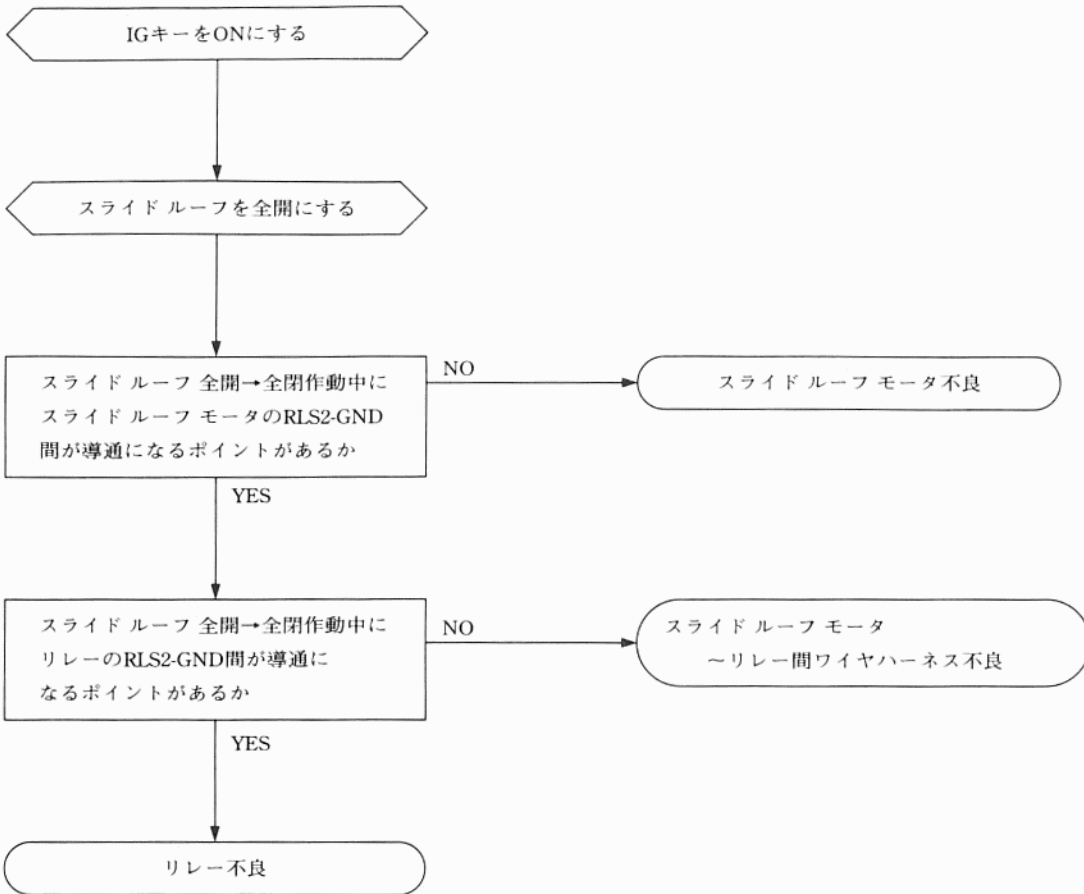 IGキーをONにする
スライド ルーフを全開にする
スライド ルーフ 全開→全閉作動中に
スライド ルーフ モータのRLS2-GND
間が導通になるポイントがあるか
NO
スライド ルーフ モータ不良
YES
スライド ルーフ 全開→全閉作動中に
リレーのRLS2-GND間が導通に
なるポイントがあるか
NO
スライド ルーフ モータ
～リレー間ワイヤハーネス不良
YES
リレー不良